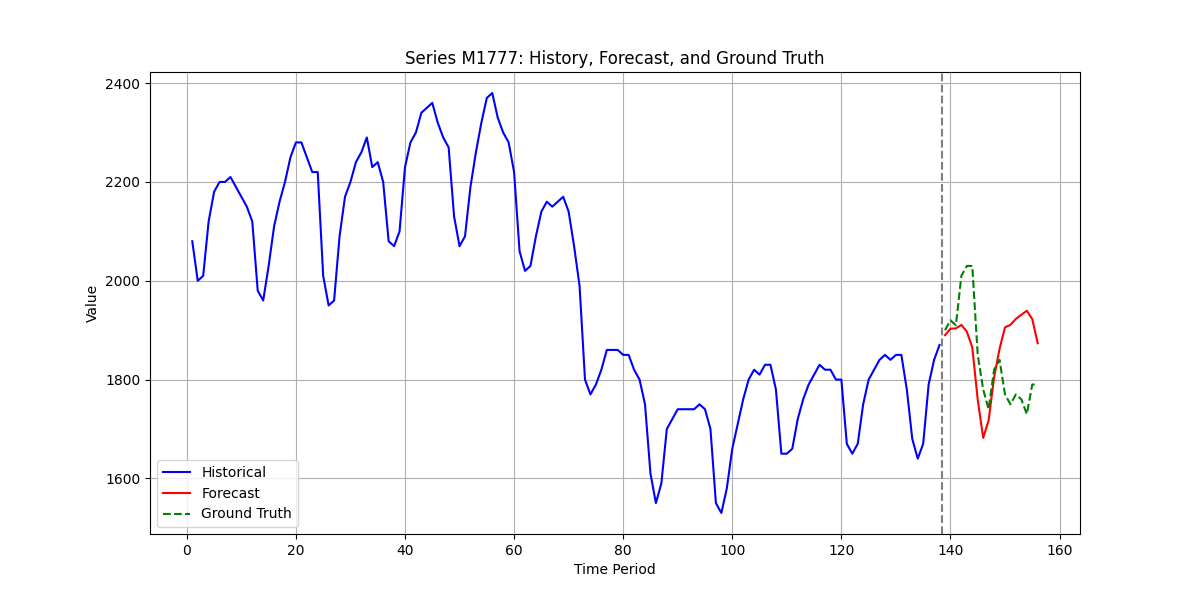 Series M1777: History, Forecast, and Ground Truth
2400
2200
2000
1800
1600
Value
0 20 40 60 80 100 120 140 160
Time Period
Historical
Forecast
Ground Truth